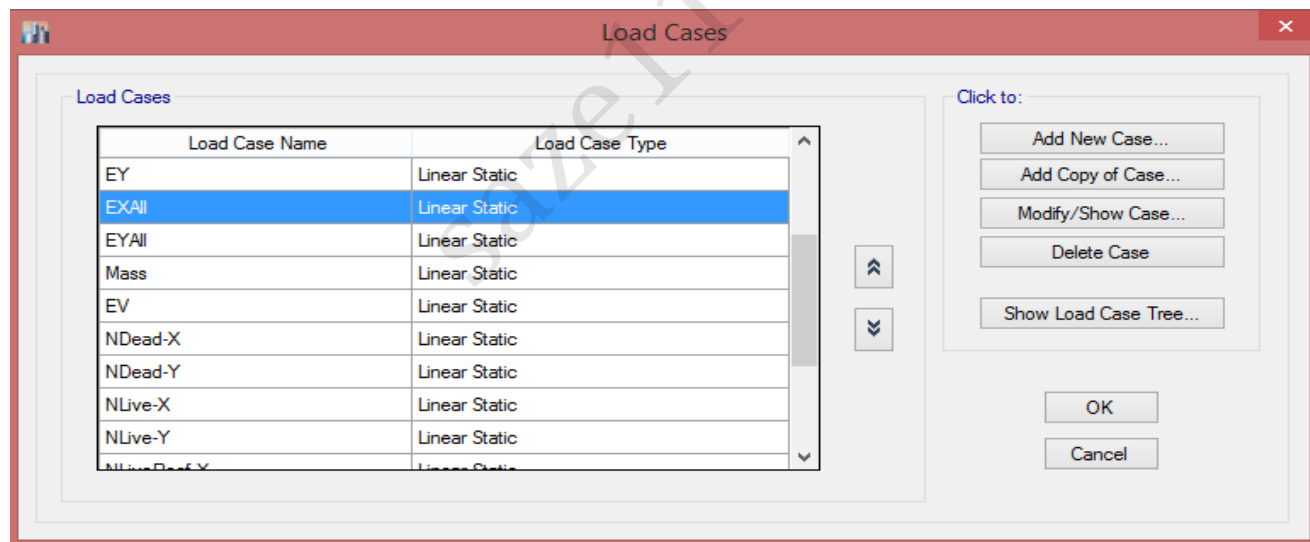 Load Cases
Load Cases
Load Case Name Load Case Type
EY Linear Static
EXAll Linear Static
EYAll Linear Static
Mass Linear Static
EV Linear Static
NDead-X Linear Static
NDead-Y Linear Static
NLive-X Linear Static
NLive-Y Linear Static
NLiveRoof-X Linear Static
Click to:
Add New Case...
Add Copy of Case...
Modify/Show Case...
Delete Case
Show Load Case Tree...
OK
Cancel